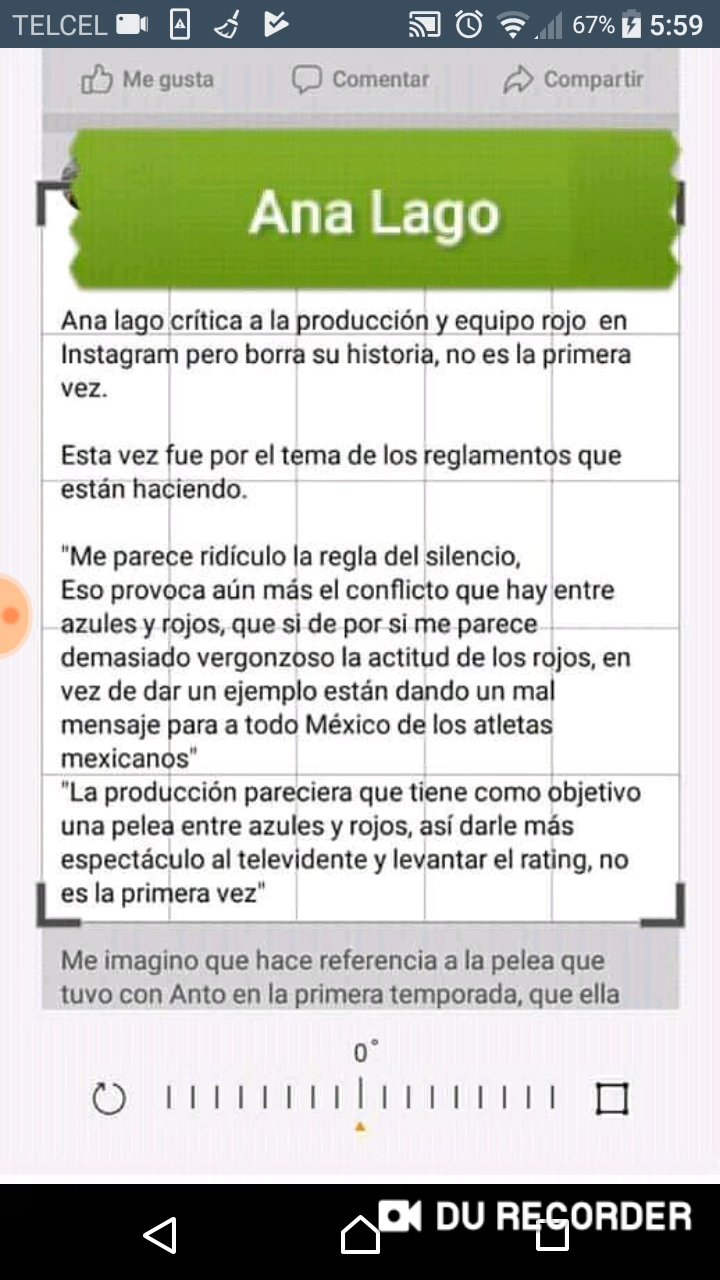 TELCEL 67% 5:59
Me gusta Comentar Compartir
Ana Lago
Ana lago crítica a la producción y equipo rojo en
Instagram pero borra su historia, no es la primera
vez.
Esta vez fue por el tema de los reglamentos que
están haciendo.
"Me parece ridículo la regla del silencio,
Eso provoca aún más el conflicto que hay entre
azules y rojos, que si de por si me parece
demasiado vergonzoso la actitud de los rojos, en
vez de dar un ejemplo están dando un mal
mensaje para a todo México de los atletas
mexicanos"
"La producción pareciera que tiene como objetivo
una pelea entre azules y rojos, así darle más
espectáculo al televidente y levantar el rating, no
es la primera vez"
Me imagino que hace referencia a la pelea que
tuvo con Anto en la primera temporada, que ella
0°
DU RECORDER